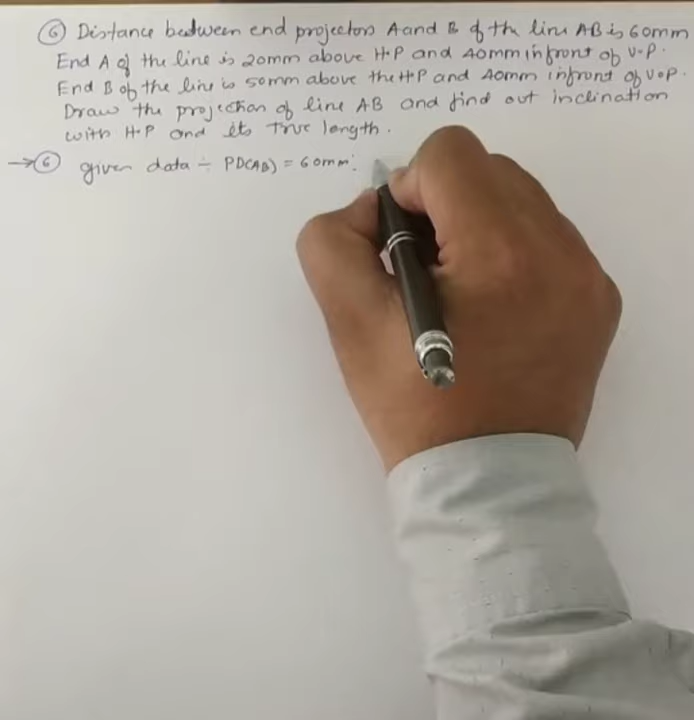 ⑥ Distance between end projectors A and B of the line AB is 60mm
End A of the line is 20mm above H.P and 40mm infront of V.P.
End B of the line is 50mm above the H.P and 40mm infront of V.P.
Draw the projection of line AB and find out inclination
with H.P and its True length.
→⑥ given data ÷ PD(AB) = 60mm: